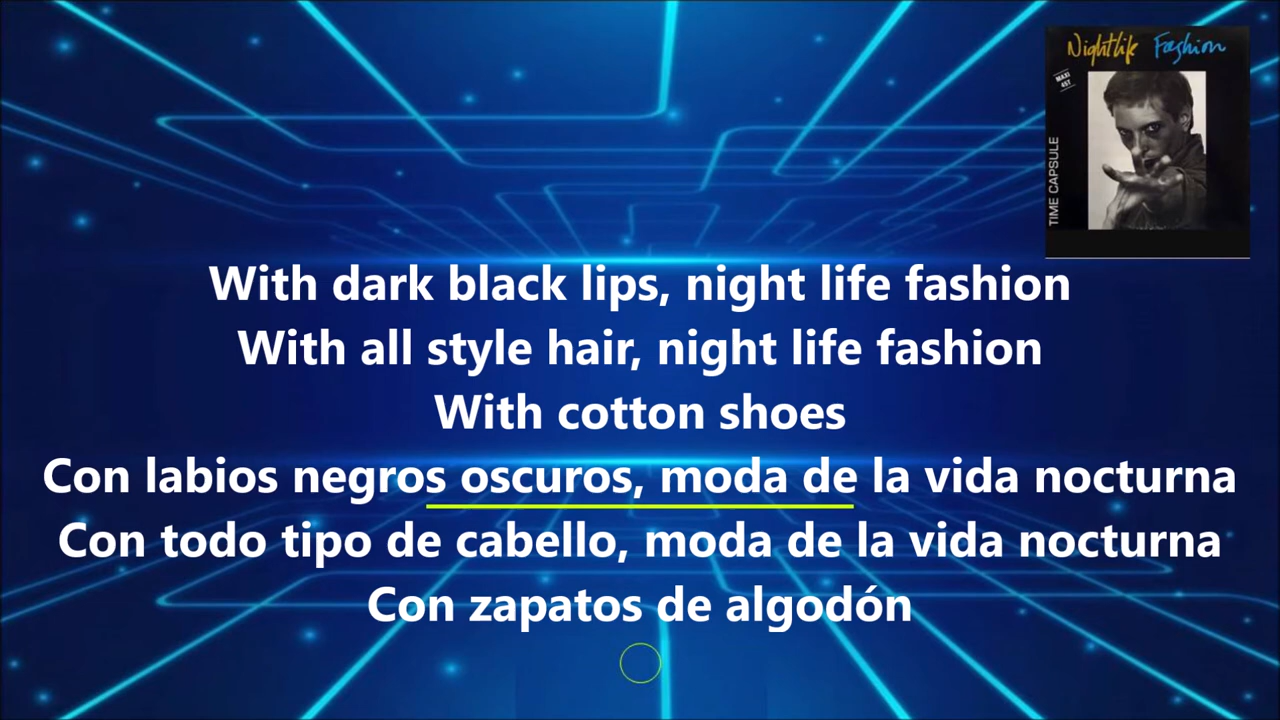 Nightlife Fashion
MAXI
45T
TIME CAPSULE
With dark black lips, night life fashion
With all style hair, night life fashion
With cotton shoes
Con labios negros oscuros, moda de la vida nocturna
Con todo tipo de cabello, moda de la vida nocturna
Con zapatos de algodón